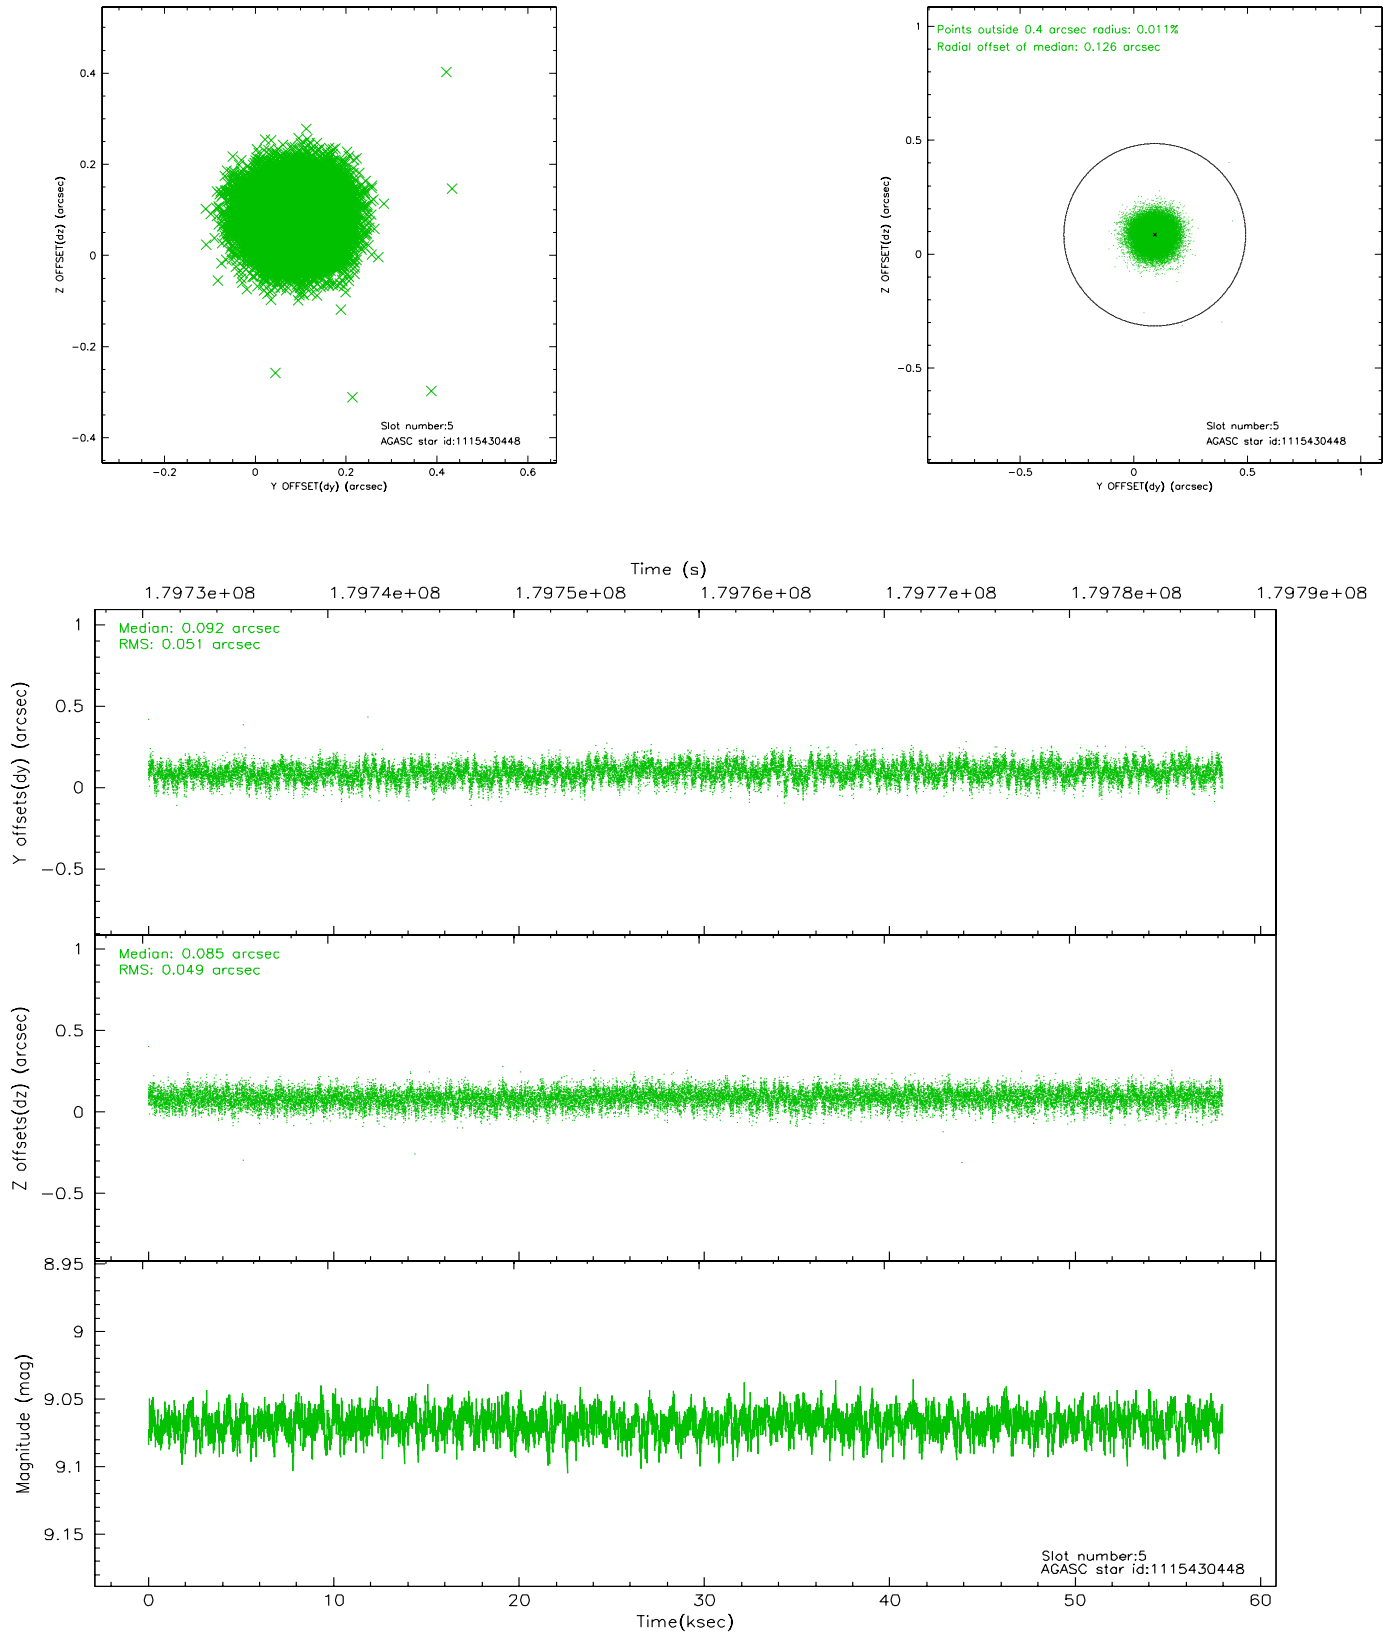 0.4
0.2
0
-0.2
-0.4
Z OFFSET(dz) (arcsec)
Slot number:5
AGASC star id:1115430448
-0.2 0 0.2 0.4 0.6
Y OFFSET(dy) (arcsec)
Points outside 0.4 arcsec radius: 0.011%
Radial offset of median: 0.126 arcsec
1
0.5
0
-0.5
Z OFFSET(dz) (arcsec)
Slot number:5
AGASC star id:1115430448
-0.5 0 0.5 1
Y OFFSET(dy) (arcsec)
Time (s)
1.7973e+08 1.7974e+08 1.7975e+08 1.7976e+08 1.7977e+08 1.7978e+08 1.7979e+08
Median: 0.092 arcsec
RMS: 0.051 arcsec
1
0.5
0
-0.5
Y offsets(dy) (arcsec)
Median: 0.085 arcsec
RMS: 0.049 arcsec
1
0.5
0
-0.5
Z offsets(dz) (arcsec)
8.95
9
9.05
9.1
9.15
Magnitude (mag)
Slot number:5
AGASC star id:1115430448
0 10 20 30 40 50 60
Time(ksec)